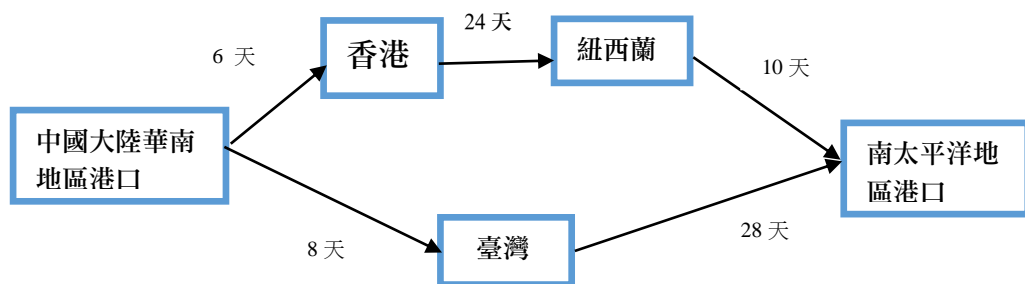 24 天
6 天
香港
紐西蘭
10 天
中國大陸華南
地區港口
南太平洋地
區港口
8 天
臺灣
28 天